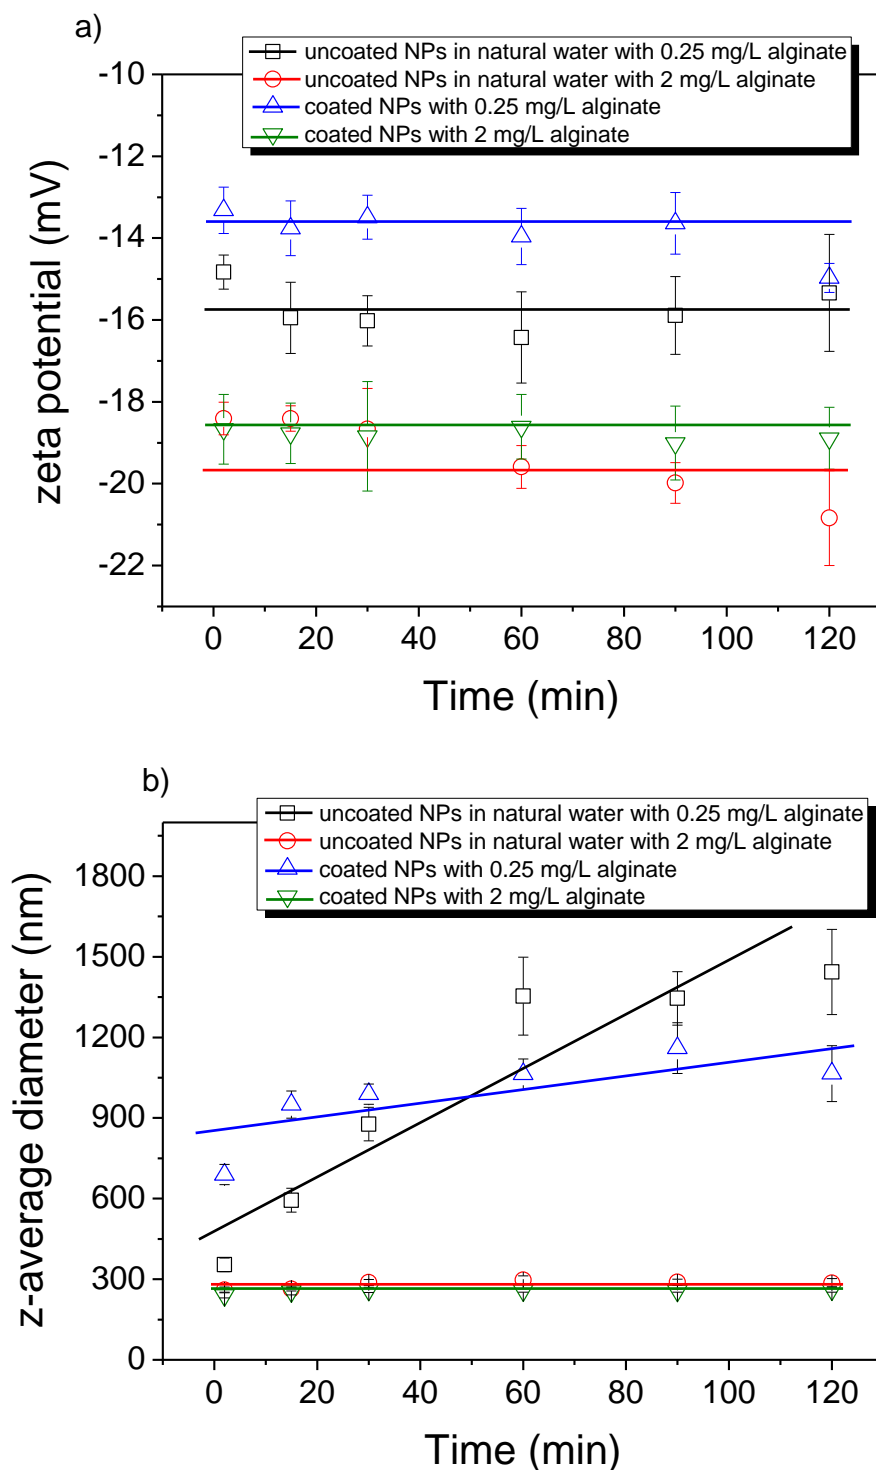 a)
uncoated NPs in natural water with 0.25 mg/L alginate
uncoated NPs in natural water with 2 mg/L alginate
coated NPs with 0.25 mg/L alginate
coated NPs with 2 mg/L alginate
-10
-12
-14
-16
-18
-20
-22
zeta potential (mV)
0 20 40 60 80 100 120
Time (min)
b)
uncoated NPs in natural water with 0.25 mg/L alginate
uncoated NPs in natural water with 2 mg/L alginate
coated NPs with 0.25 mg/L alginate
coated NPs with 2 mg/L alginate
1800
1500
1200
900
600
300
0
z-average diameter (nm)
0 20 40 60 80 100 120
Time (min)